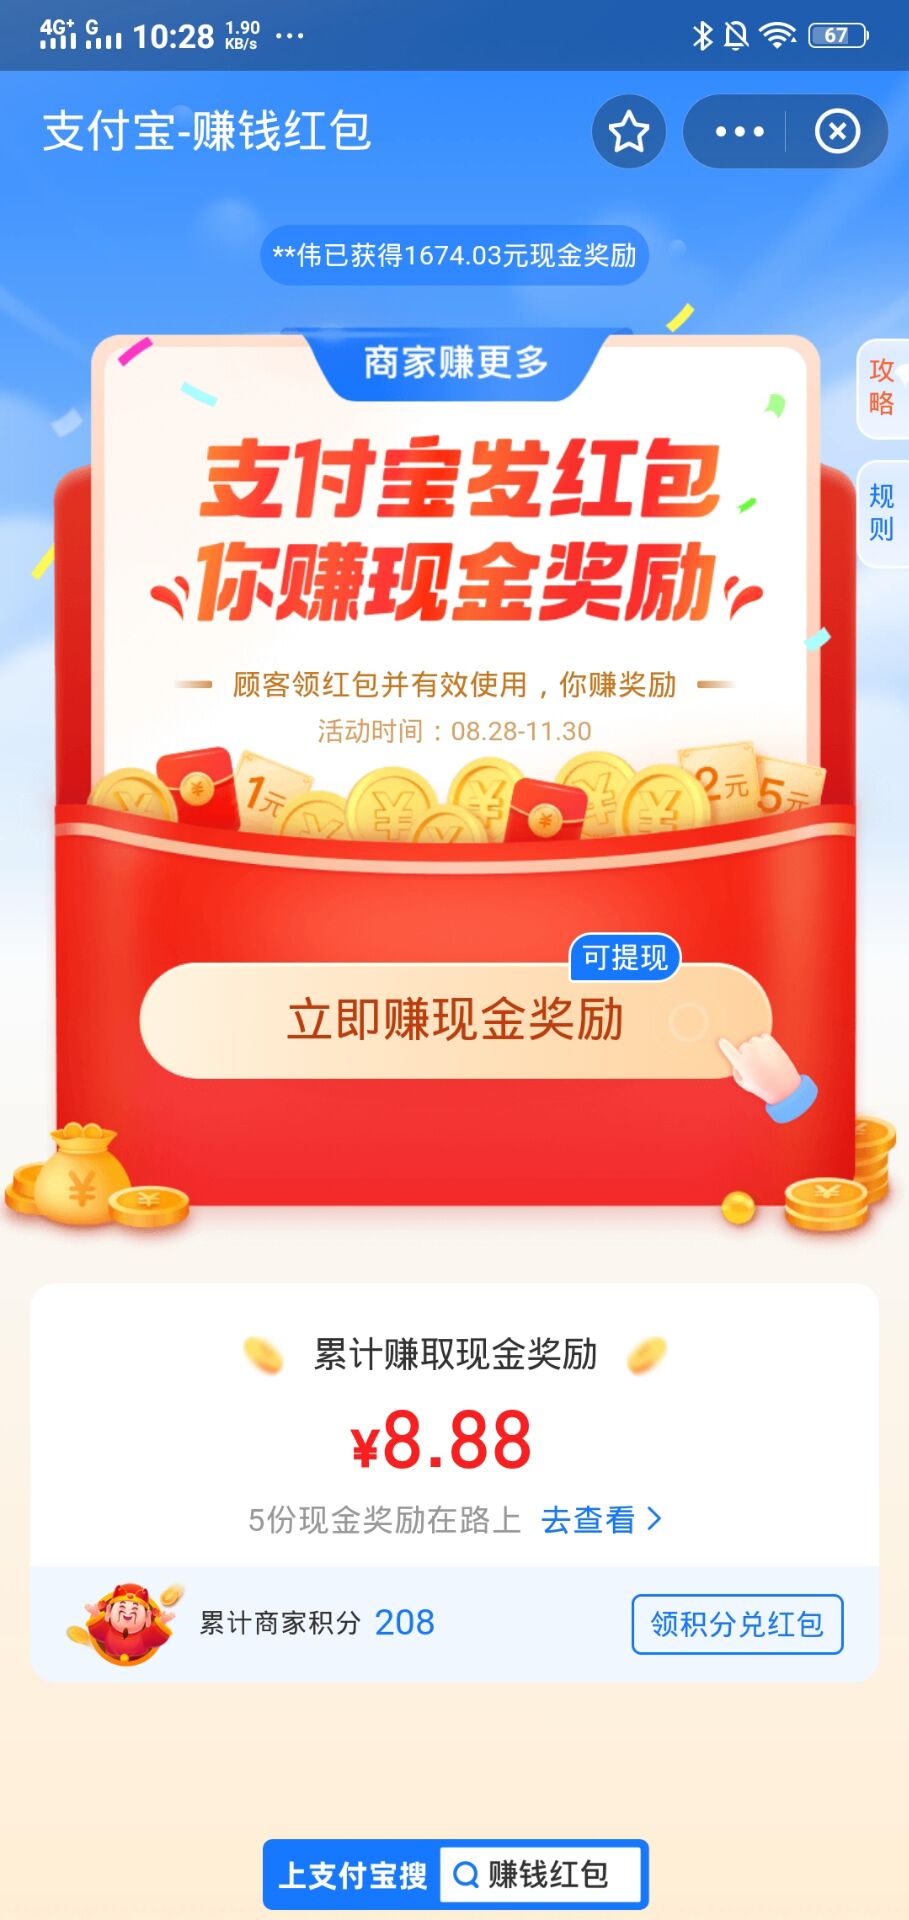 4G+ G 10:28 1.90 KB/s ... 67
支付宝-赚钱红包
**伟已获得1674.03元现金奖励
商家赚更多
攻略
支付宝发红包
规则
你赚现金奖励
顾客领红包并有效使用，你赚奖励
活动时间：08.28-11.30
1元 2元 5元
可提现
立即赚现金奖励
累计赚取现金奖励
¥8.88
5份现金奖励在路上 去查看 >
累计商家积分 208 领积分兑红包
上支付宝搜 赚钱红包